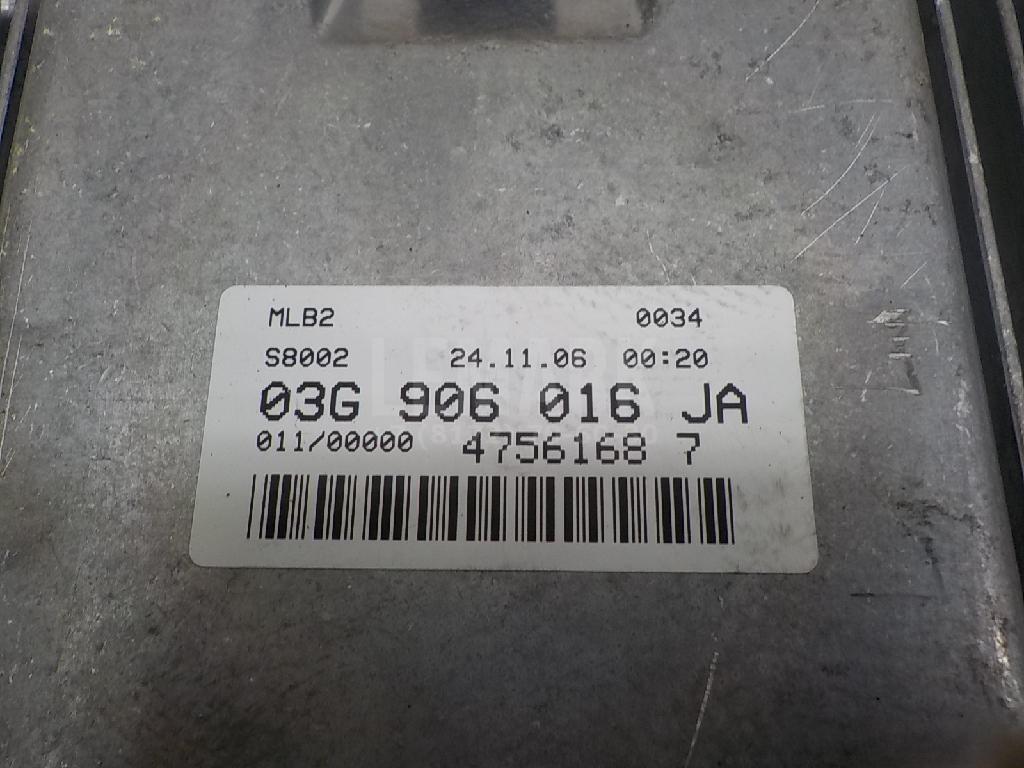 MLB2 0034
S8002 24.11.06 00:20
03G 906 016 JA
011/00000 4756168 7